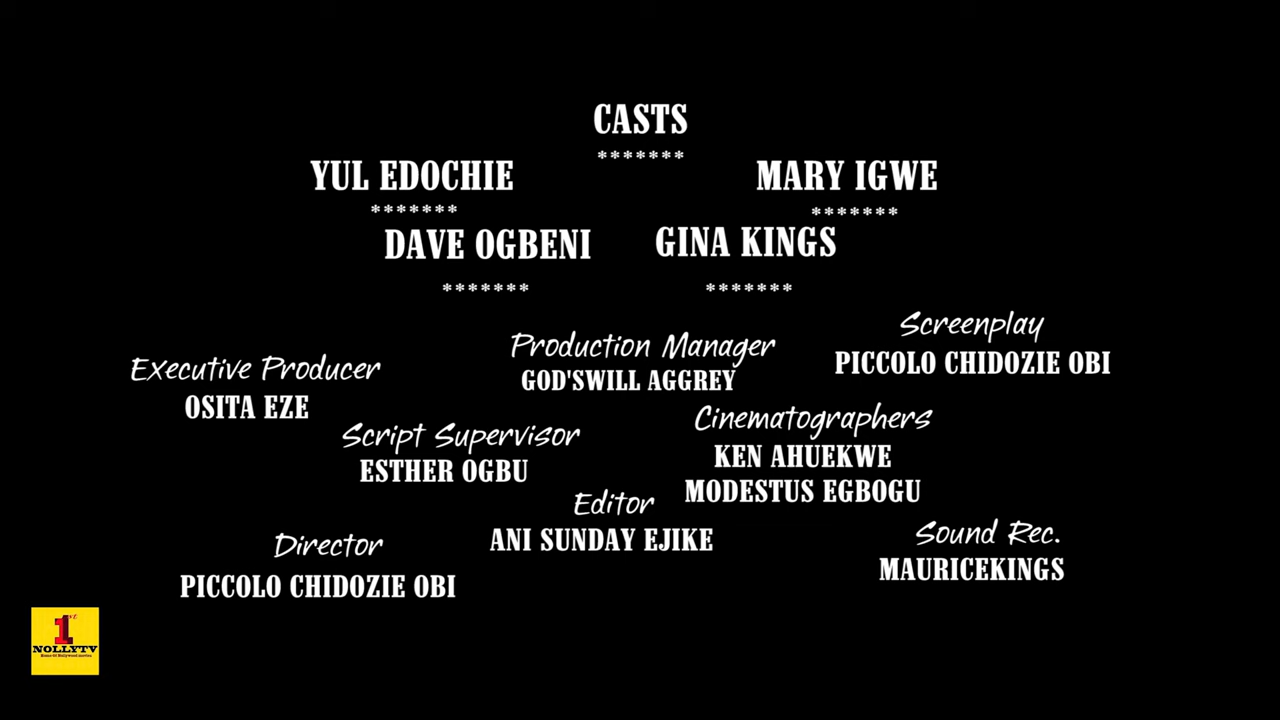 CASTS
*******
YUL EDOCHIE
*******
MARY IGWE
*******
DAVE OGBENI
*******
GINA KINGS
*******
Executive Producer
OSITA EZE
Production Manager
GOD'SWILL AGGREY
Screenplay
PICCOLO CHIDOZIE OBI
Script Supervisor
ESTHER OGBU
Cinematographers
KEN AHUEKWE
MODESTUS EGBOGU
Editor
ANI SUNDAY EJIKE
Director
PICCOLO CHIDOZIE OBI
Sound Rec.
MAURICEKINGS
1st
NOLLYTV